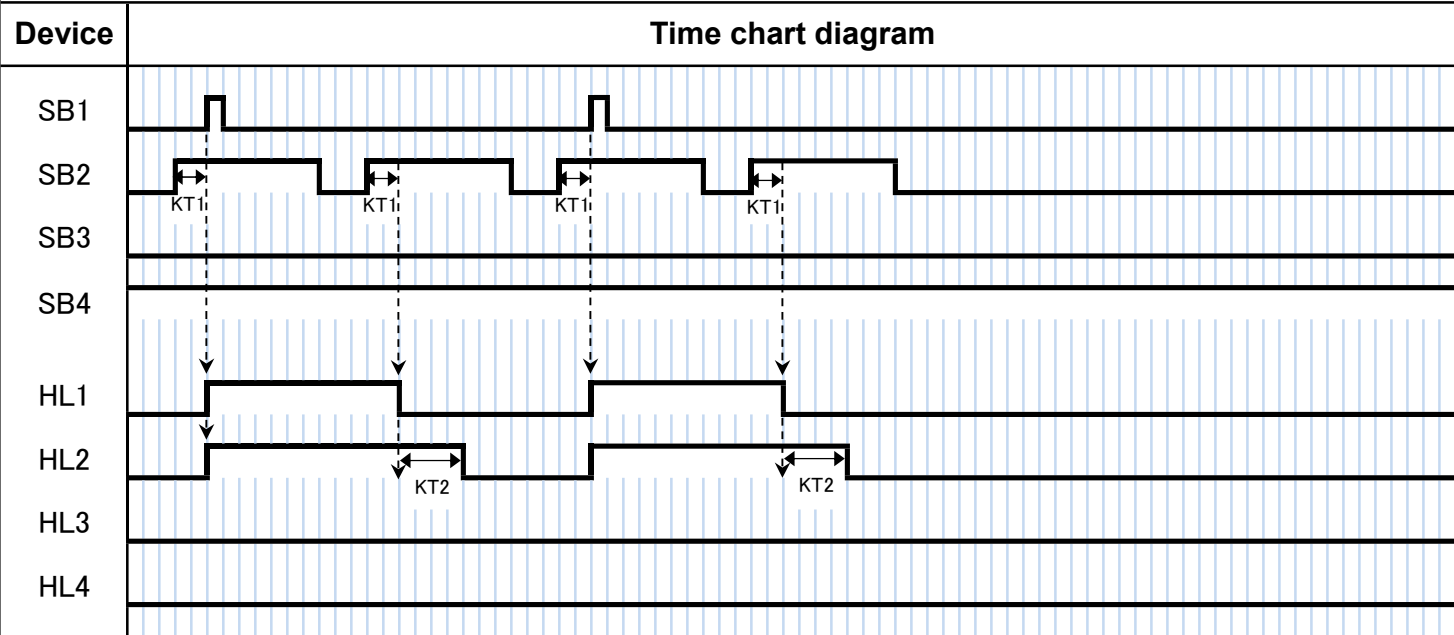 Device Time chart diagram
SB1
SB2
KT1 KT1 KT1 KT1
SB3
SB4
HL1
HL2
KT2 KT2
HL3
HL4